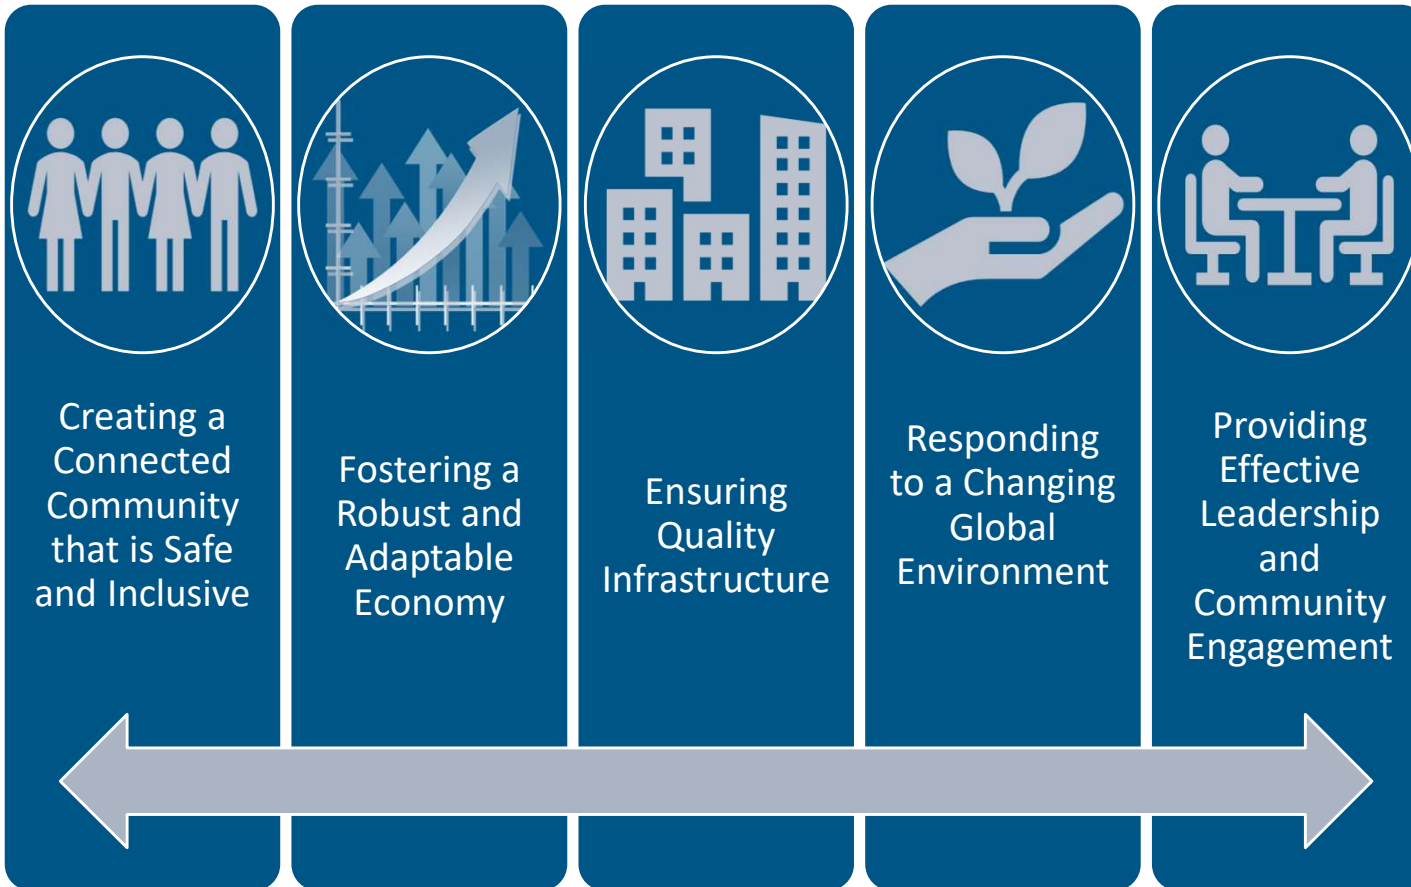 Creating a
Connected
Community
that is Safe
and Inclusive
Fostering a
Robust and
Adaptable
Economy
Ensuring
Quality
Infrastructure
Responding
to a Changing
Global
Environment
Providing
Effective
Leadership
and
Community
Engagement